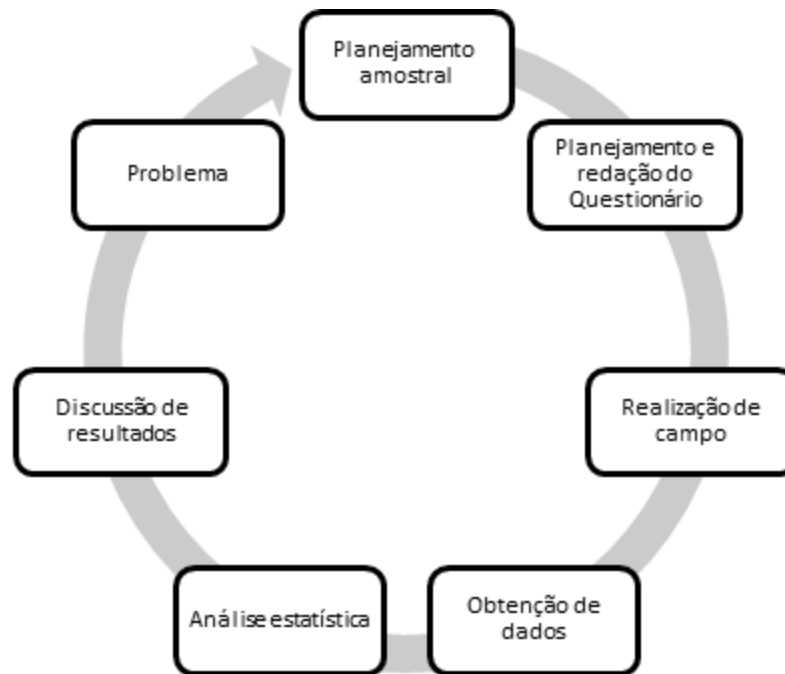 Planejamento
amostral
Planejamento e
redação do
Questionário
Problema
Discussão de
resultados
Realização de
campo
Análise estatística
Obtenção de
dados